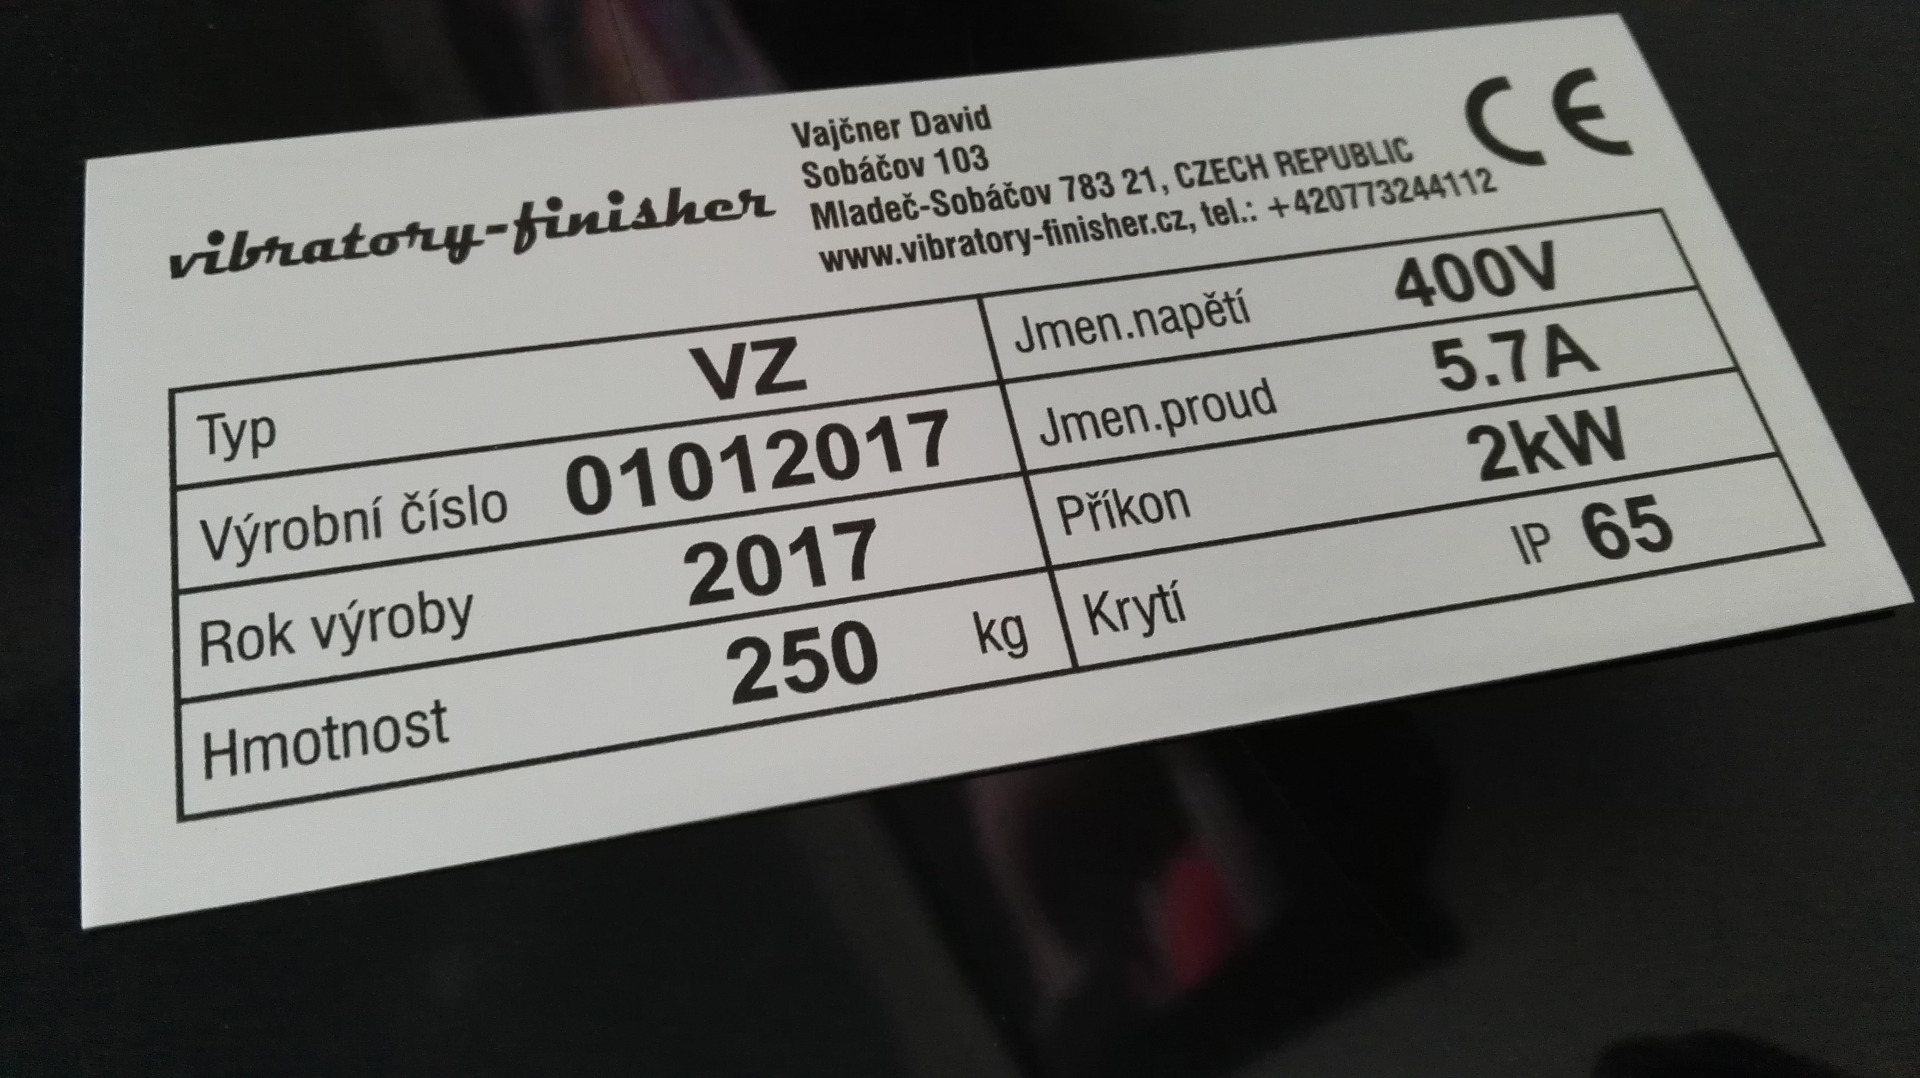 vibratory-finisher
Vajčner David
Sobáčov 103
Mladeč-Sobáčov 783 21, CZECH REPUBLIC
www.vibratory-finisher.cz, tel.: +420773244112
CE
Typ VZ
Výrobní číslo 01012017
Rok výroby 2017
Hmotnost 250 kg
Jmen.napětí 400V
Jmen.proud 5.7A
Příkon 2kW
Krytí IP 65